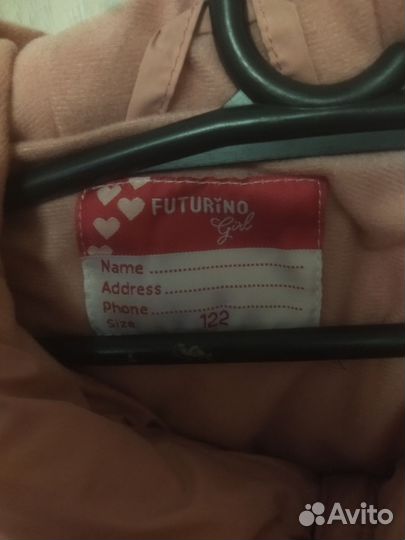 FUTURiNO
Girl
Name ........................
Address ....................
Phone ......................
Size 122
Avito